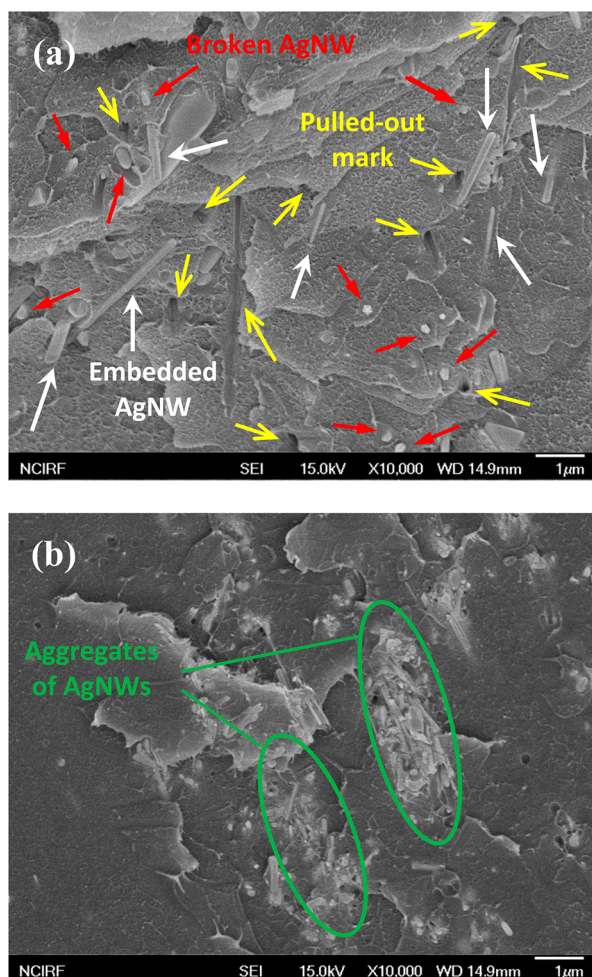 (a)
Broken AgNW
Pulled-out
mark
Embedded
AgNW
NCIRF SEI 15.0kV X10,000 WD 14.9mm 1μm
(b)
Aggregates
of AgNWs
NCIRF SEI 15.0kV X10,000 WD 14.9mm 1μm